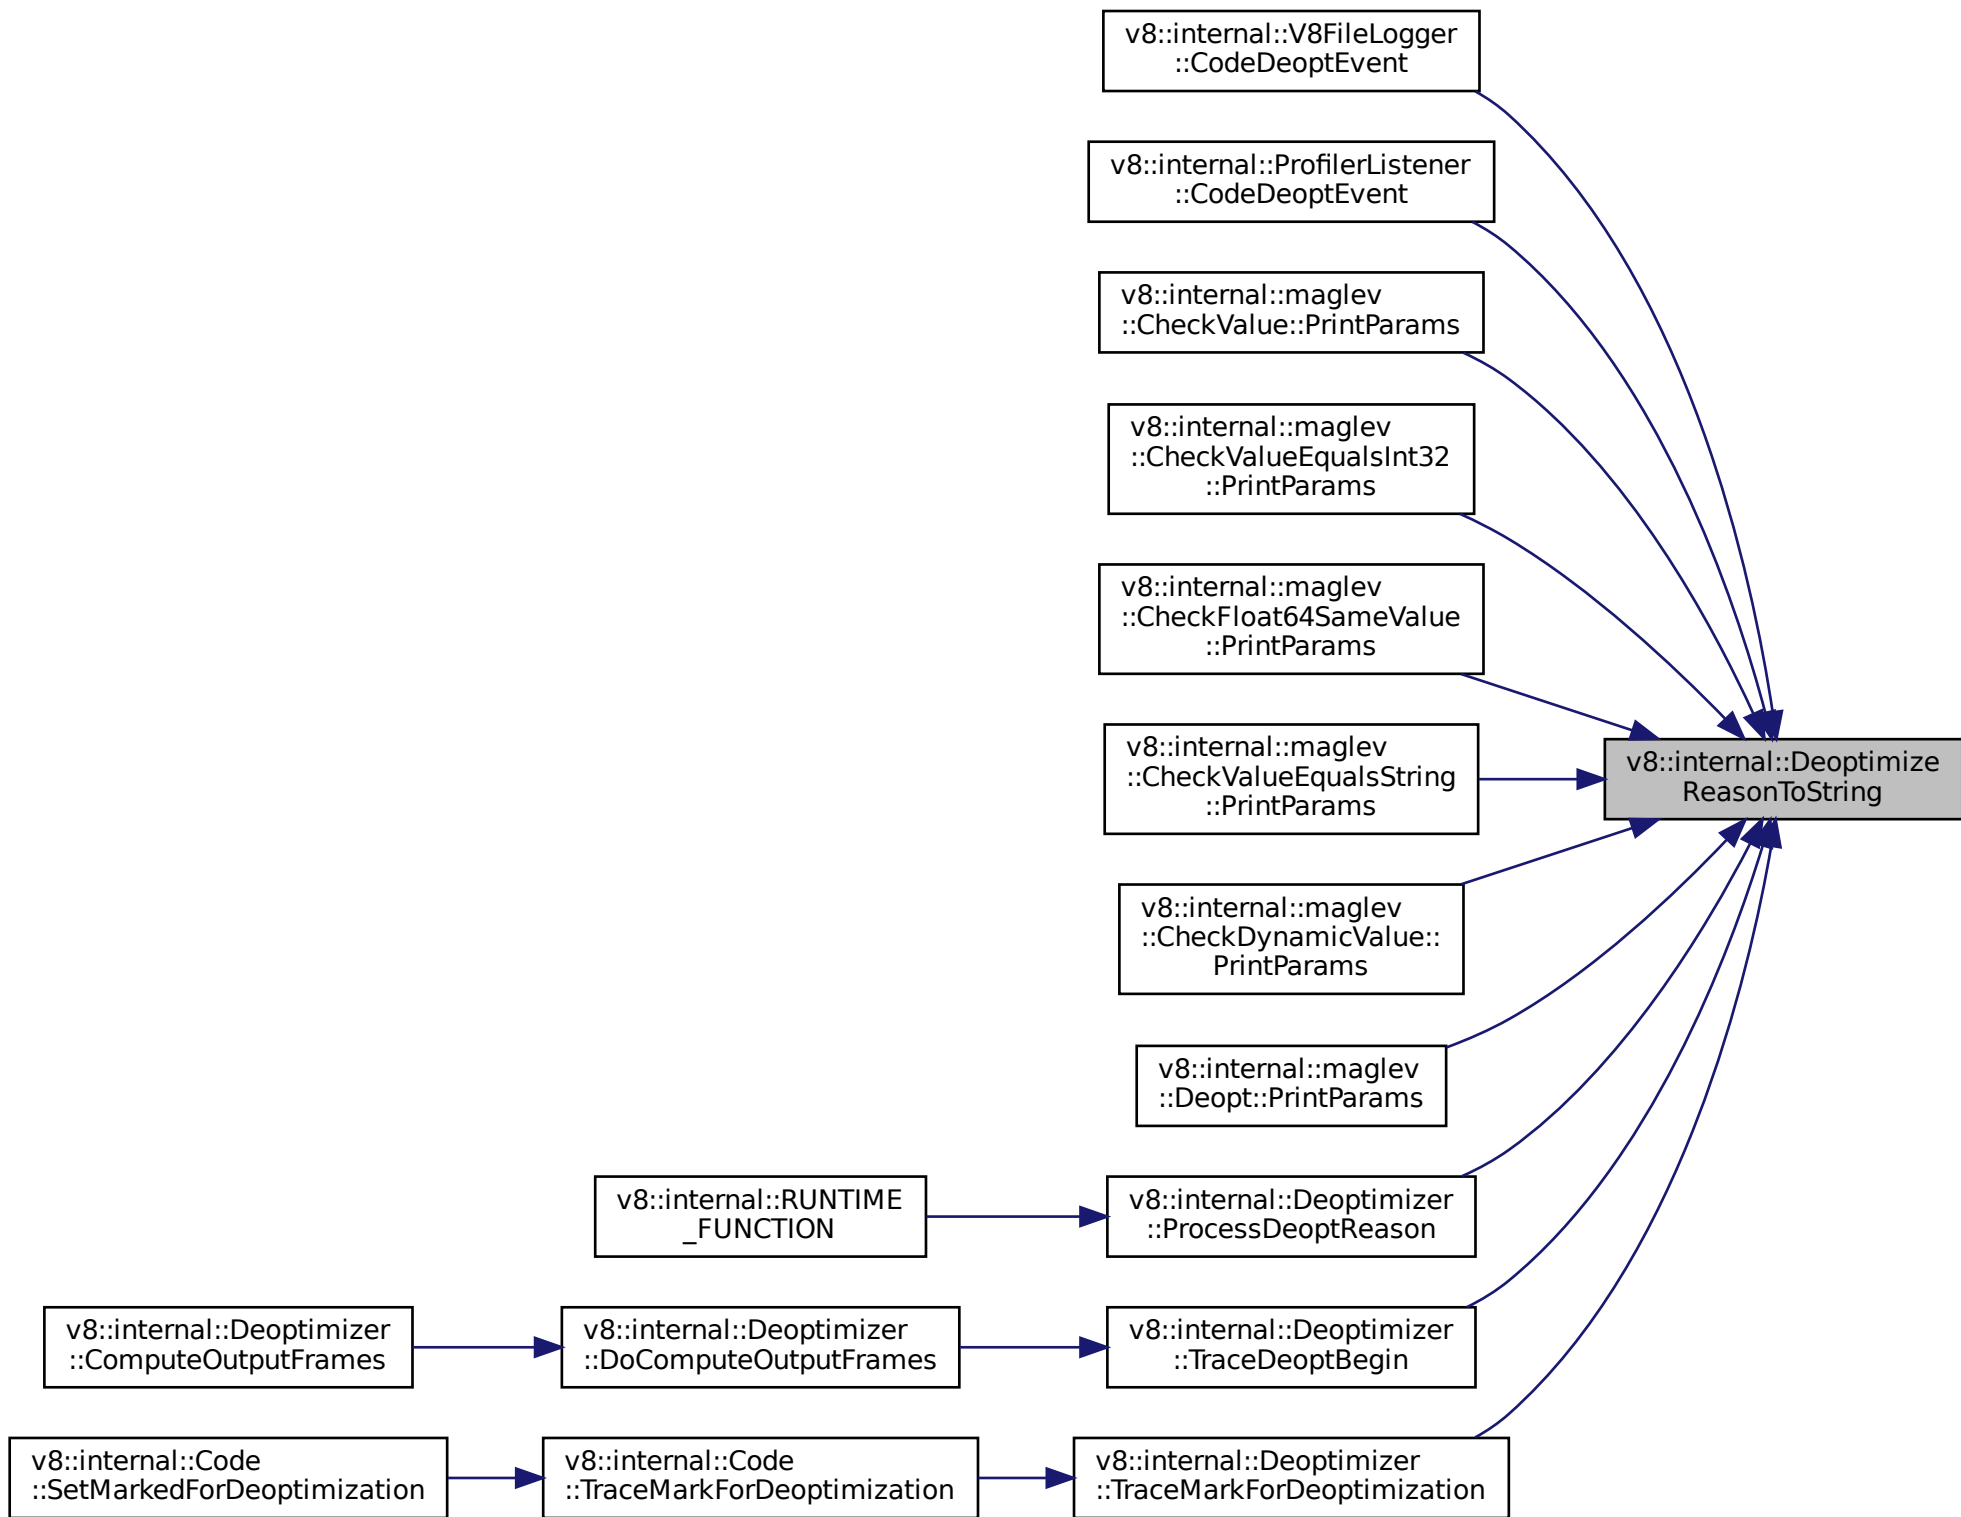 v8::internal::V8FileLogger
::CodeDeoptEvent
v8::internal::ProfilerListener
::CodeDeoptEvent
v8::internal::maglev
::CheckValue::PrintParams
v8::internal::maglev
::CheckValueEqualsInt32
::PrintParams
v8::internal::maglev
::CheckFloat64SameValue
::PrintParams
v8::internal::maglev
::CheckValueEqualsString
::PrintParams
v8::internal::Deoptimize
ReasonToString
v8::internal::maglev
::CheckDynamicValue::
PrintParams
v8::internal::maglev
::Deopt::PrintParams
v8::internal::RUNTIME
_FUNCTION
v8::internal::Deoptimizer
::ProcessDeoptReason
v8::internal::Deoptimizer
::ComputeOutputFrames
v8::internal::Deoptimizer
::DoComputeOutputFrames
v8::internal::Deoptimizer
::TraceDeoptBegin
v8::internal::Code
::SetMarkedForDeoptimization
v8::internal::Code
::TraceMarkForDeoptimization
v8::internal::Deoptimizer
::TraceMarkForDeoptimization